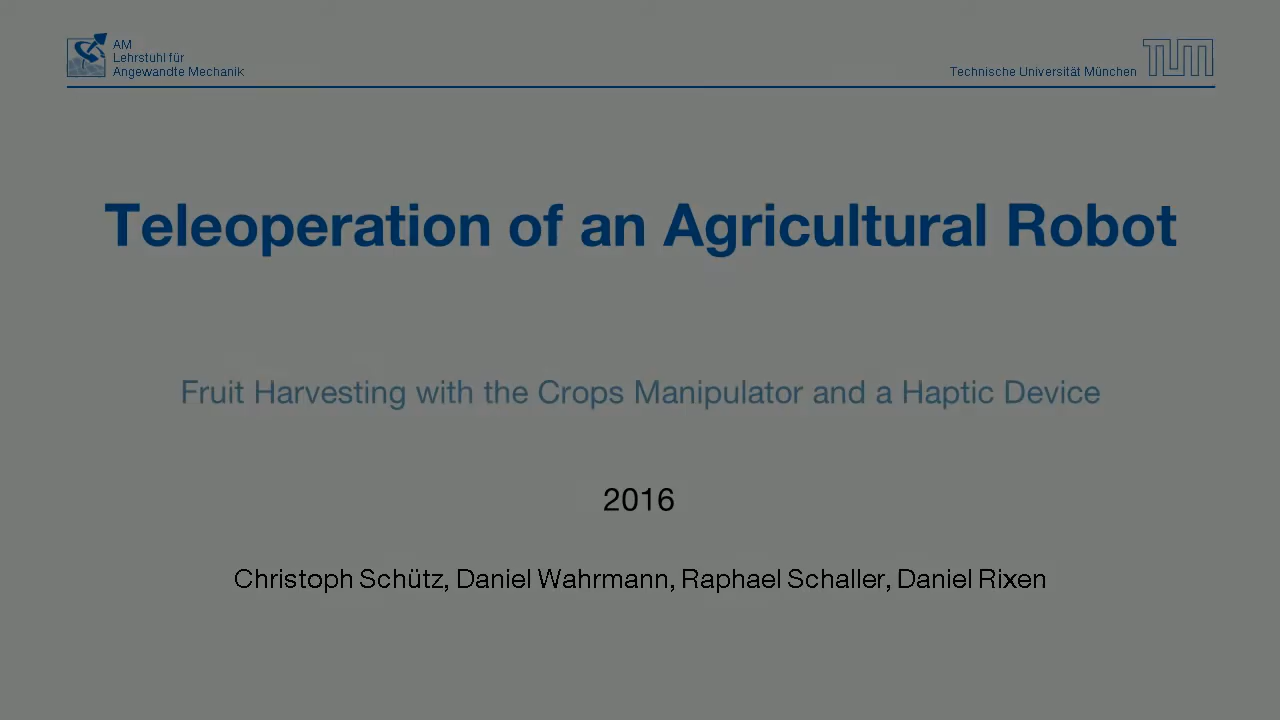 AM
Lehrstuhl für
Angewandte Mechanik
Technische Universität München
TUM
Teleoperation of an Agricultural Robot
Fruit Harvesting with the Crops Manipulator and a Haptic Device
2016
Christoph Schütz, Daniel Wahrmann, Raphael Schaller, Daniel Rixen